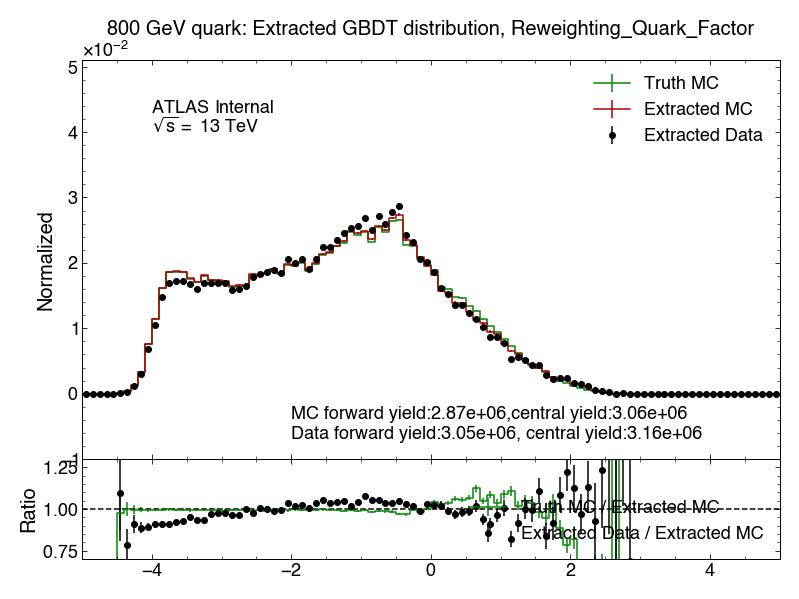 800 GeV quark: Extracted GBDT distribution, Reweighting_Quark_Factor
×10⁻²
5
4
3
2
1
0
1
Normalized
ATLAS Internal
√s = 13 TeV
Truth MC
Extracted MC
Extracted Data
MC forward yield:2.87e+06,central yield:3.06e+06
Data forward yield:3.05e+06, central yield:3.16e+06
1.25
1.00
0.75
Ratio
Truth MC / Extracted MC
Extracted Data / Extracted MC
−4
−2
0
2
4